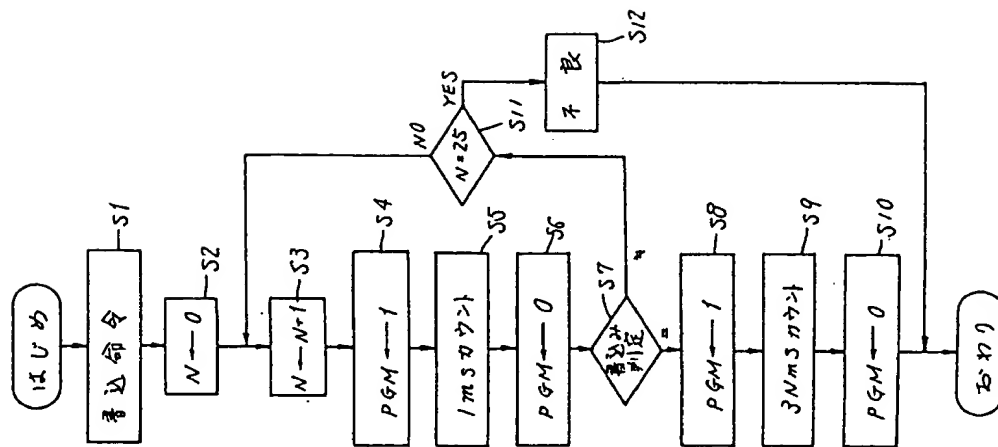 はじめ
書込命令
S1
N←0
S2
N←N+1
S3
PGM←1
S4
1mSカウント
S5
PGM←0
S6
書込み
判定
S7
=
≠
N=25
S11
NO
YES
不良
S12
PGM←1
S8
3NmSカウント
S9
PGM←0
S10
おわり